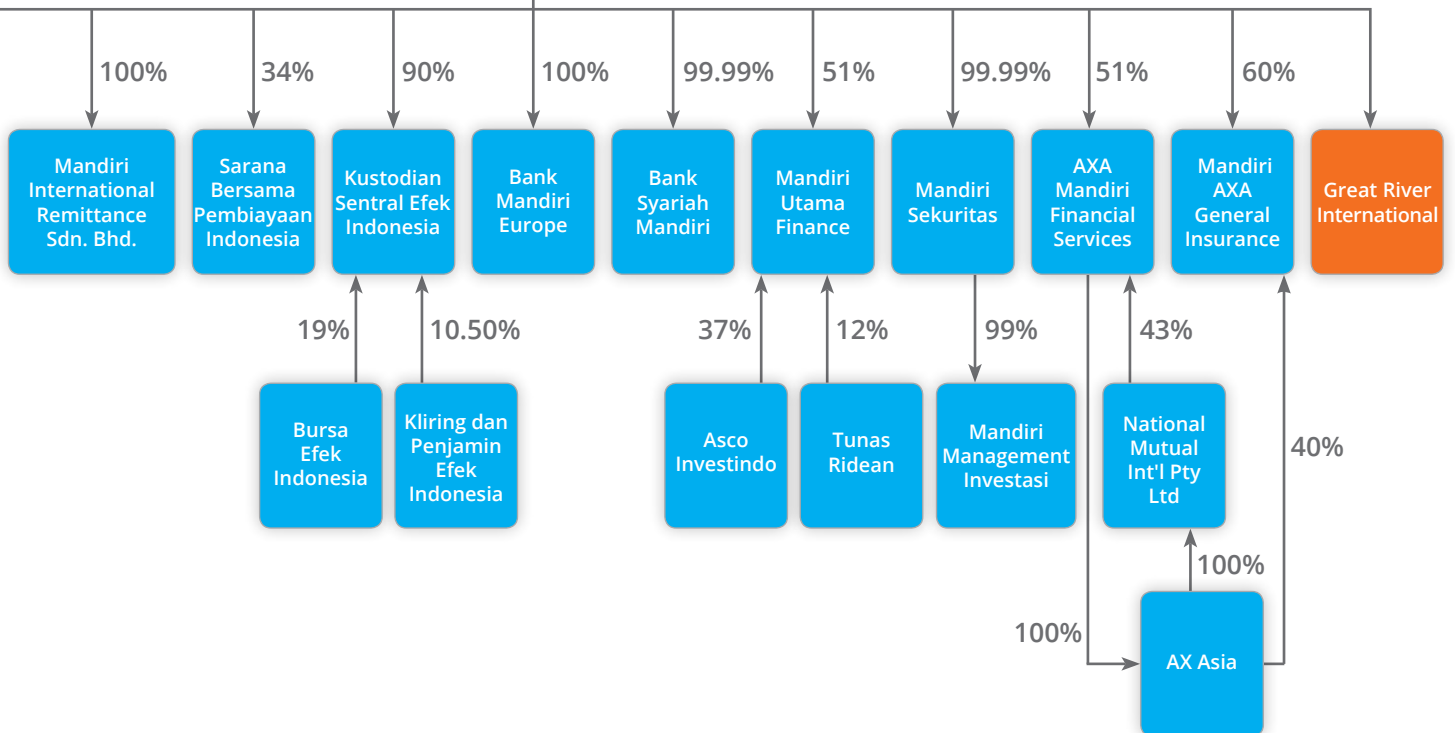 100%
34%
90%
100%
99.99%
51%
99.99%
51%
60%
Mandiri
International
Remittance
Sdn. Bhd.
Sarana
Bersama
Pembiayaan
Indonesia
Kustodian
Sentral Efek
Indonesia
Bank
Mandiri
Europe
Bank
Syariah
Mandiri
Mandiri
Utama
Finance
Mandiri
Sekuritas
AXA
Mandiri
Financial
Services
Mandiri
AXA
General
Insurance
Great River
International
19%
10.50%
37%
12%
99%
43%
Bursa
Efek
Indonesia
Kliring dan
Penjamin
Efek
Indonesia
Asco
Investindo
Tunas
Ridean
Mandiri
Management
Investasi
National
Mutual
Int'l Pty
Ltd
40%
100%
100%
AX Asia